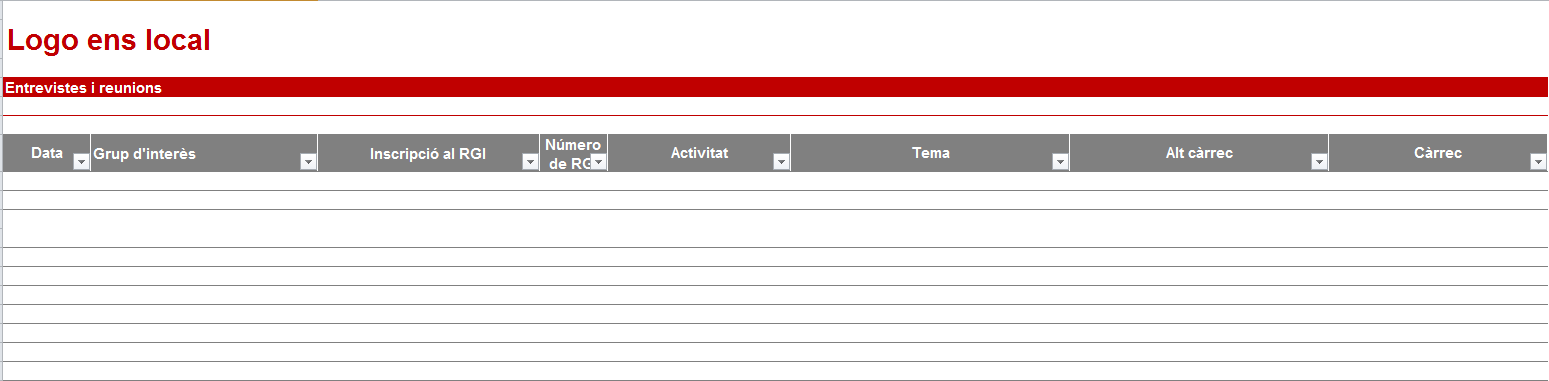 Logo ens local
Entrevistes i reunions
Data
Grup d'interès
Inscripció al RGI
Número
de RG
Activitat
Tema
Alt càrrec
Càrrec